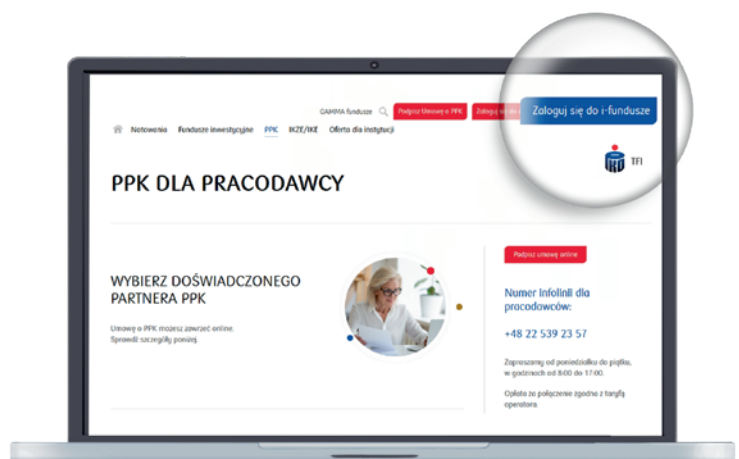 GAMMA fundusze
Podpisz Umowę o PPK
Zaloguj się do i-fundusze
Notowania Fundusze inwestycyjne PPK IKZE/IKE Oferta dla instytucji
TFI
PPK DLA PRACODAWCY
WYBIERZ DOŚWIADCZONEGO
PARTNERA PPK
Umowę o PPK możesz zawrzeć online.
Sprawdź szczegóły poniżej.
Podpisz umowę online
Numer infolinii dla
pracodawców:
+48 22 539 23 57
Zapraszamy od poniedziałku do piątku,
w godzinach od 8:00 do 17:00.
Opłata za połączenie zgodna z taryfą
operatora.